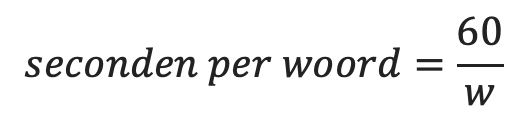 seconden per woord = 60/w